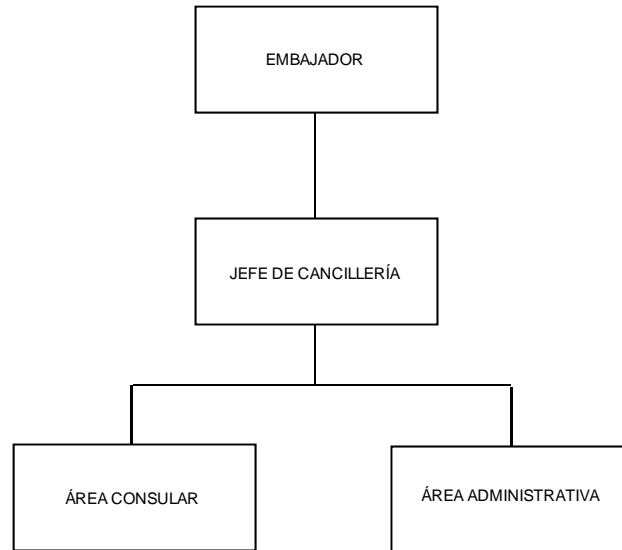 EMBAJADOR
JEFE DE CANCILLERÍA
ÁREA CONSULAR
ÁREA ADMINISTRATIVA